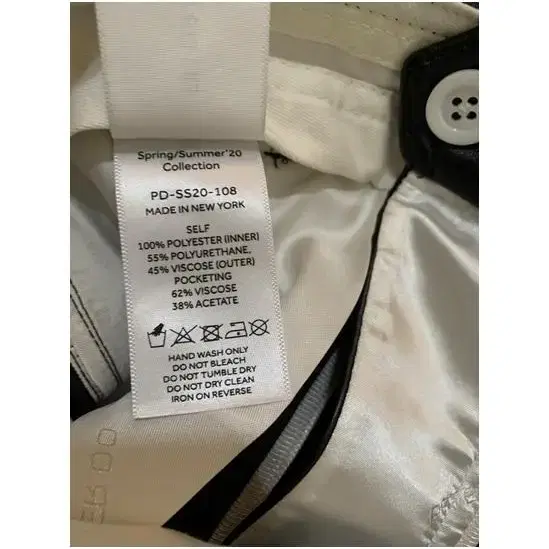 Spring/Summer'20
Collection
PD-SS20-108
MADE IN NEW YORK
SELF
100% POLYESTER (INNER)
55% POLYURETHANE,
45% VISCOSE (OUTER)
POCKETING
62% VISCOSE
38% ACETATE
HAND WASH ONLY
DO NOT BLEACH
DO NOT TUMBLE DRY
DO NOT DRY CLEAN
IRON ON REVERSE